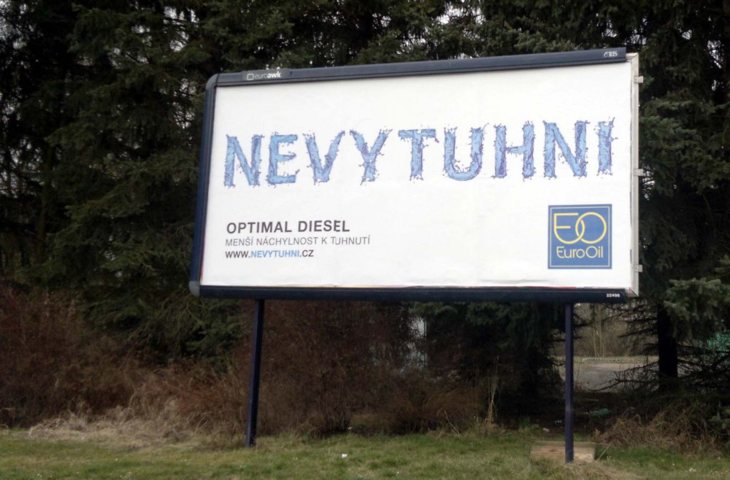 euroawk
NEVYTUHNI
OPTIMAL DIESEL
MENŠÍ NÁCHYLNOST K TUHNUTÍ
WWW.NEVYTUHNI.CZ
EO
EuroOil